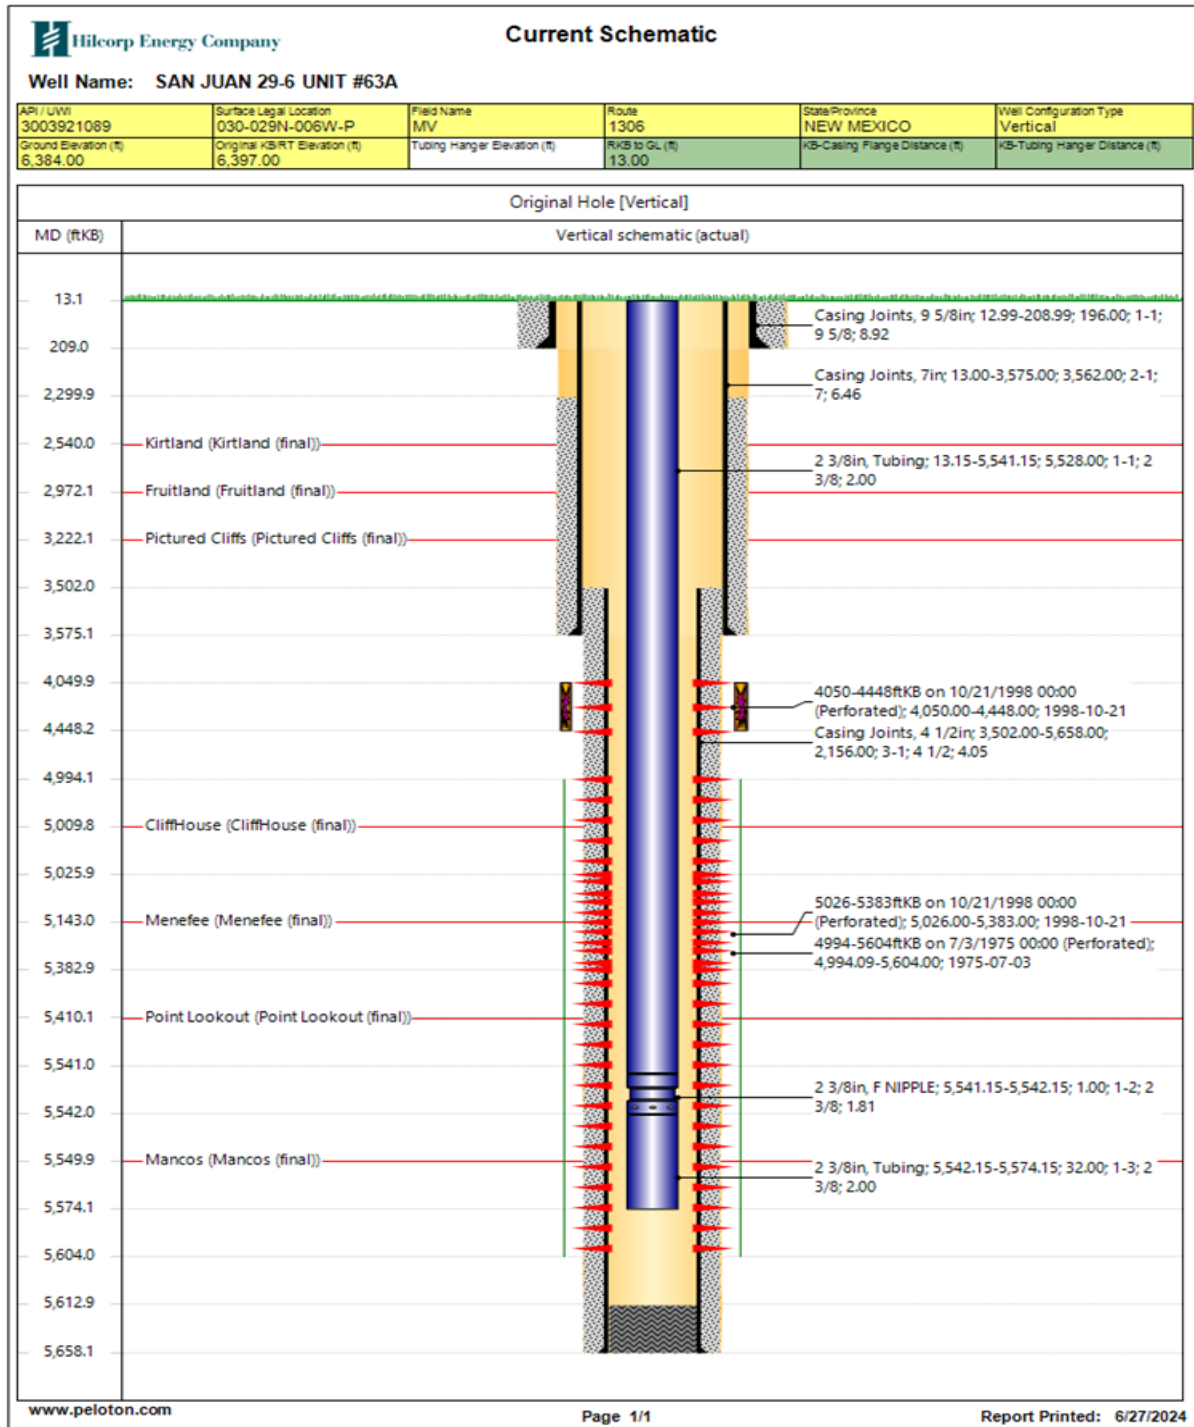 Hilcorp Energy Company
Current Schematic
Well Name: SAN JUAN 29-6 UNIT #63A
API / UWI
3003921089
Surface Legal Location
030-029N-006W-P
Field Name
MV
Route
1306
State/Province
NEW MEXICO
Well Configuration Type
Vertical
Ground Elevation (ft)
6,384.00
Original KB/RT Elevation (ft)
6,397.00
Tubing Hanger Elevation (ft)
RKB to GL (ft)
13.00
KB-Casing Flange Distance (ft)
KB-Tubing Hanger Distance (ft)
Original Hole [Vertical]
MD (ftKB)
Vertical schematic (actual)
13.1
Casing Joints, 9 5/8in; 12.99-208.99; 196.00; 1-1;
9 5/8; 8.92
209.0
Casing Joints, 7in; 13.00-3,575.00; 3,562.00; 2-1;
7; 6.46
2,299.9
2,540.0
Kirtland (Kirtland (final))
2 3/8in, Tubing; 13.15-5,541.15; 5,528.00; 1-1; 2
3/8; 2.00
2,972.1
Fruitland (Fruitland (final))
3,222.1
Pictured Cliffs (Pictured Cliffs (final))
3,502.0
3,575.1
4,049.9
4050-4448ftKB on 10/21/1998 00:00
(Perforated); 4,050.00-4,448.00; 1998-10-21
4,448.2
Casing Joints, 4 1/2in; 3,502.00-5,658.00;
2,156.00; 3-1; 4 1/2; 4.05
4,994.1
5,009.8
CliffHouse (CliffHouse (final))
5,025.9
5026-5383ftKB on 10/21/1998 00:00
(Perforated); 5,026.00-5,383.00; 1998-10-21
5,143.0
Menefee (Menefee (final))
4994-5604ftKB on 7/3/1975 00:00 (Perforated);
4,994.09-5,604.00; 1975-07-03
5,382.9
5,410.1
Point Lookout (Point Lookout (final))
5,541.0
2 3/8in, F NIPPLE; 5,541.15-5,542.15; 1.00; 1-2; 2
3/8; 1.81
5,542.0
5,549.9
Mancos (Mancos (final))
2 3/8in, Tubing; 5,542.15-5,574.15; 32.00; 1-3; 2
3/8; 2.00
5,574.1
5,604.0
5,612.9
5,658.1
www.peloton.com
Page 1/1
Report Printed: 6/27/2024